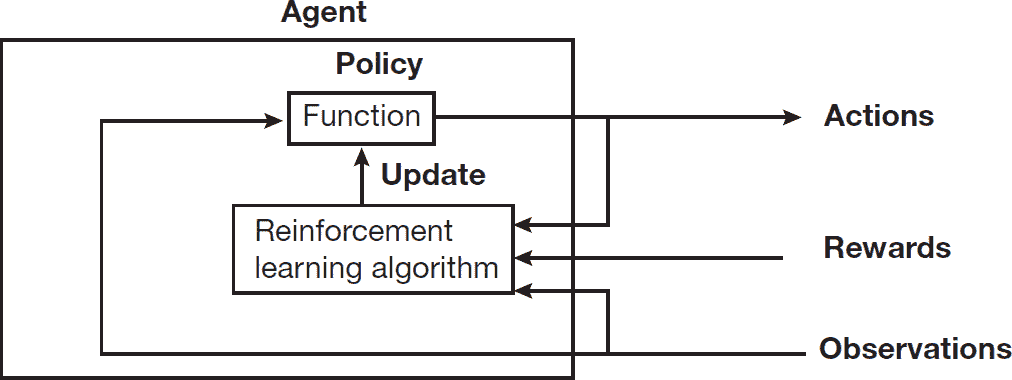 Agent
Policy
Function
Actions
Update
Reinforcement
learning algorithm
Rewards
Observations